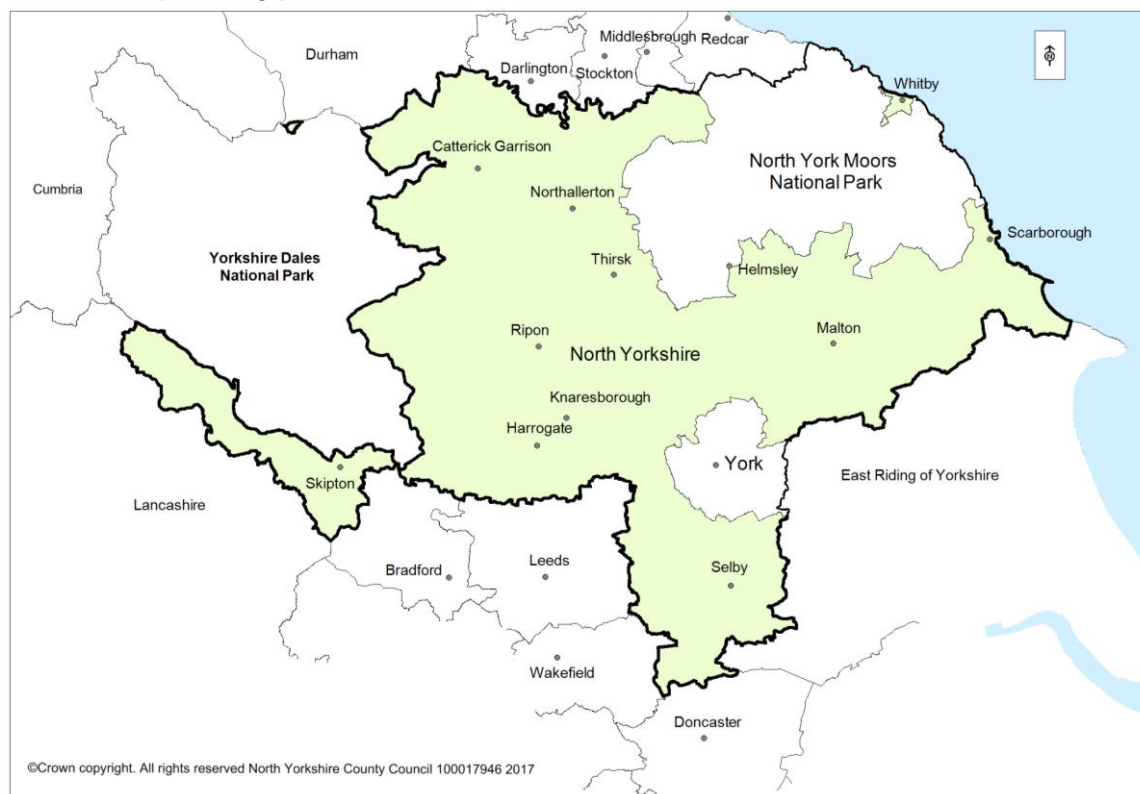 Durham
Middlesbrough
Redcar
Darlington
Stockton
Whitby
N
Catterick Garrison
North York Moors
National Park
Cumbria
Northallerton
Scarborough
Yorkshire Dales
National Park
Thirsk
Helmsley
Ripon
North Yorkshire
Malton
Knaresborough
Harrogate
York
Skipton
East Riding of Yorkshire
Lancashire
Bradford
Leeds
Selby
Wakefield
Doncaster
©Crown copyright. All rights reserved North Yorkshire County Council 100017946 2017